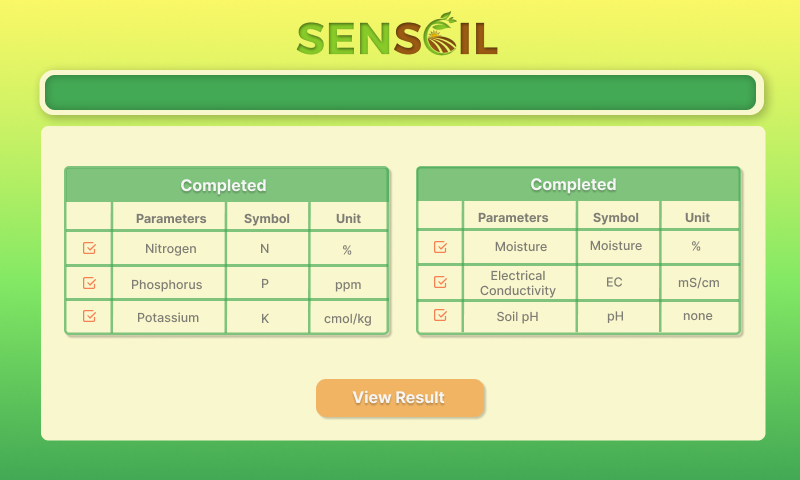 SENSOIL
Completed
Parameters Symbol Unit
Nitrogen N %
Phosphorus P ppm
Potassium K cmol/kg
Completed
Parameters Symbol Unit
Moisture Moisture %
Electrical
Conductivity EC mS/cm
Soil pH pH none
View Result